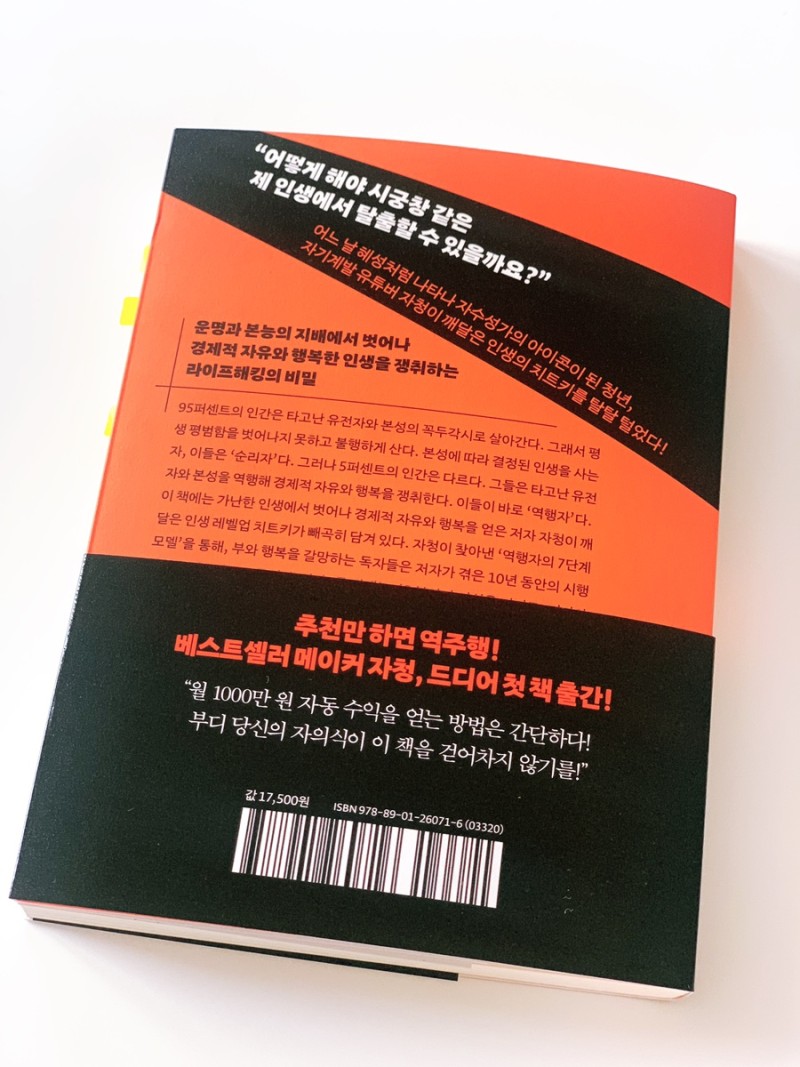 “어떻게 해야 시궁창 같은
제 인생에서 탈출할 수 있을까요?”
어느 날 혜성처럼 나타나 자수성가의 아이콘이 된 청년,
자기계발 유튜버 자청이 깨달은 인생의 치트키를 탈탈 털었다!
운명과 본능의 지배에서 벗어나
경제적 자유와 행복한 인생을 쟁취하는
라이프해킹의 비밀
95퍼센트의 인간은 타고난 유전자와 본성의 꼭두각시로 살아간다. 그래서 평
생 평범함을 벗어나지 못하고 불행하게 산다. 본성에 따라 결정된 인생을 사는
자, 이들은 ‘순리자’다. 그러나 5퍼센트의 인간은 다르다. 그들은 타고난 유전
자와 본성을 역행해 경제적 자유와 행복을 쟁취한다. 이들이 바로 ‘역행자’다.
이 책에는 가난한 인생에서 벗어나 경제적 자유와 행복을 얻은 저자 자청이 깨
달은 인생 레벨업 치트키가 빼곡히 담겨 있다. 자청이 찾아낸 ‘역행자의 7단계
모델’을 통해, 부와 행복을 갈망하는 독자들은 저자가 겪은 10년 동안의 시행
추천만 하면 역주행!
베스트셀러 메이커 자청, 드디어 첫 책 출간!
“월 1000만 원 자동 수익을 얻는 방법은 간단하다!
부디 당신의 자의식이 이 책을 걷어차지 않기를!”
값 17,500원 ISBN 978-89-01-26071-6 (03320)